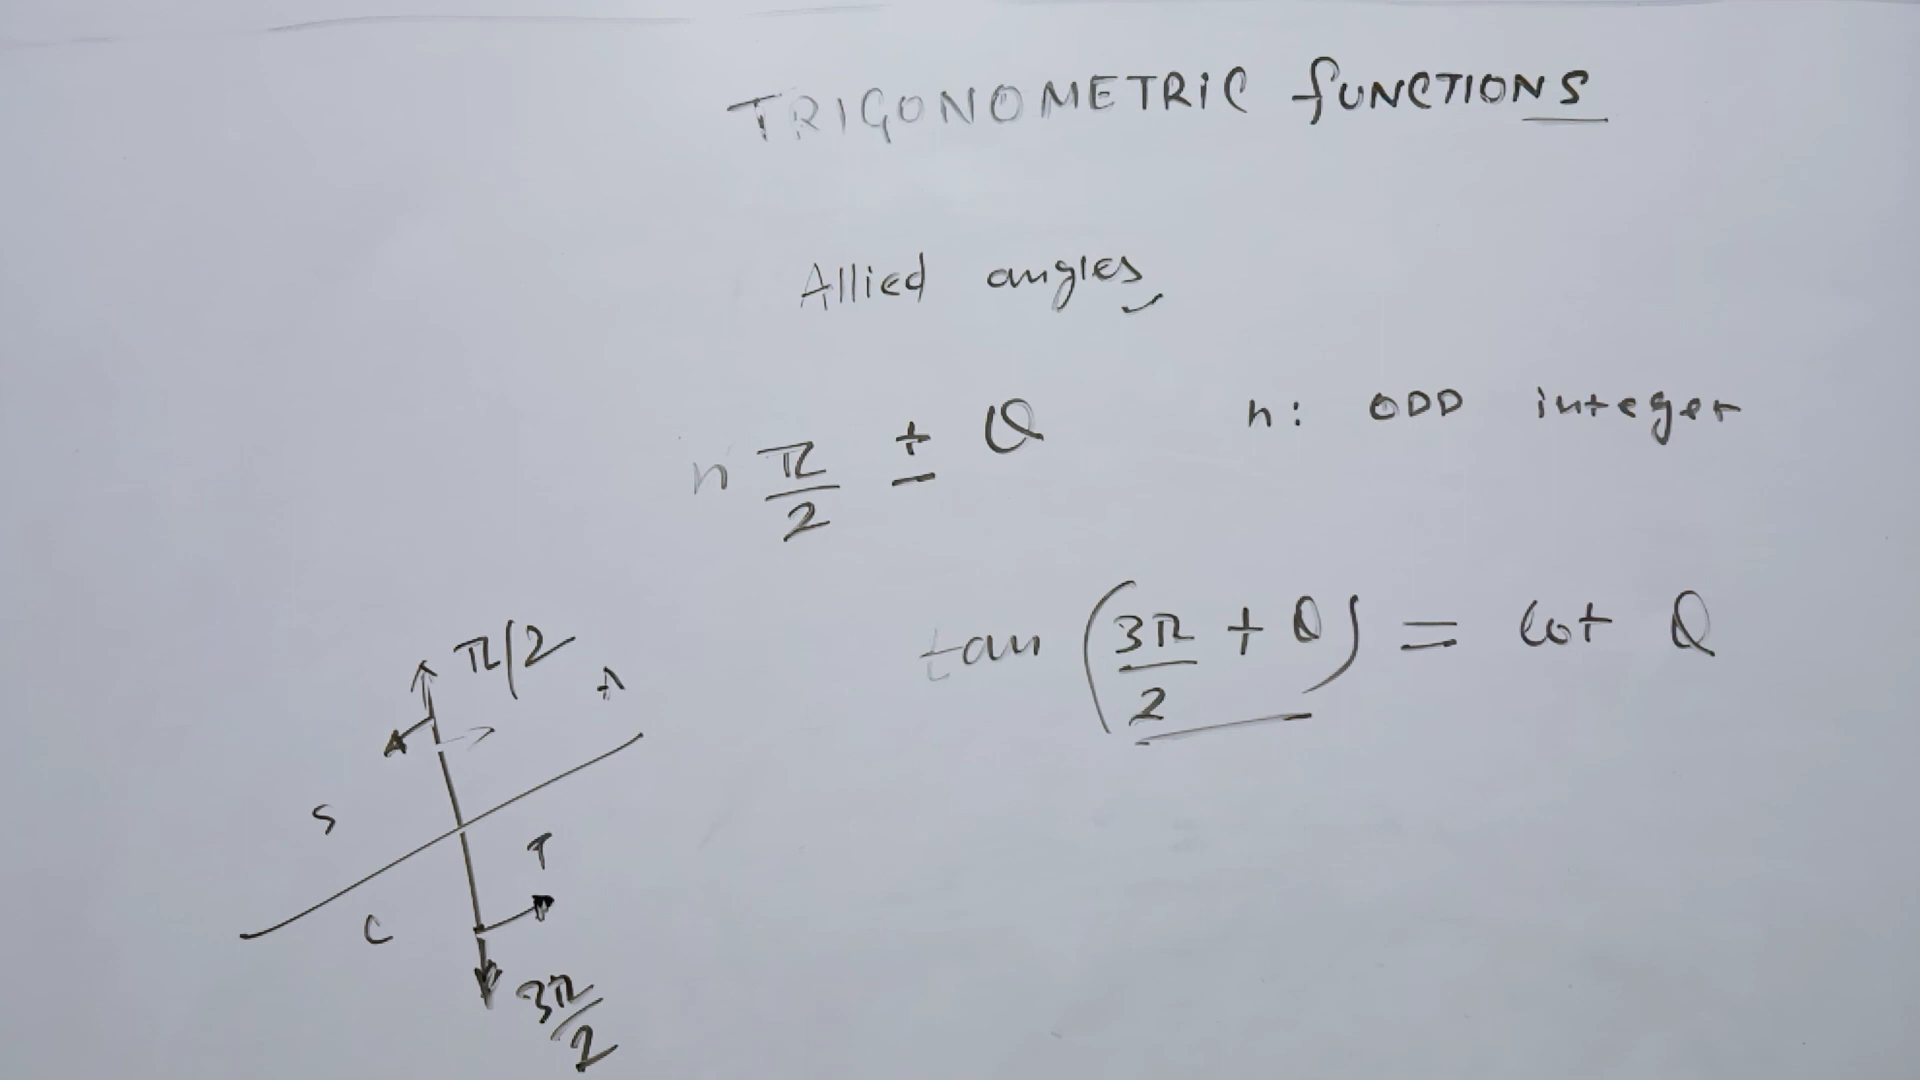 TRIGONOMETRIC fUNCTIONS
Allied angles
n π/2 ± θ n: ODD integer
tan (3π/2 + θ) = cot θ
π/2
A
S
T
C
3π/2